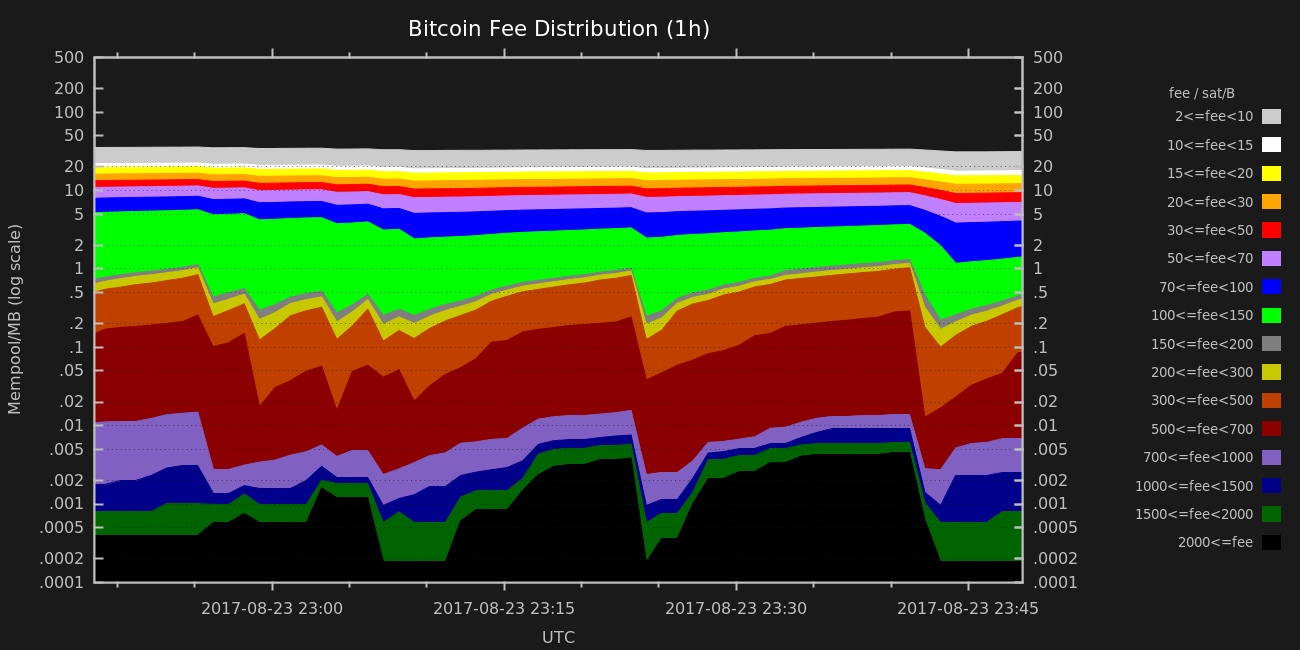 Bitcoin Fee Distribution (1h)
Mempool/MB (log scale)
500
200
100
50
20
10
5
2
1
.5
.2
.1
.05
.02
.01
.005
.002
.001
.0005
.0002
.0001
500
200
100
50
20
10
5
2
1
.5
.2
.1
.05
.02
.01
.005
.002
.001
.0005
.0002
.0001
2017-08-23 23:00 2017-08-23 23:15 2017-08-23 23:30 2017-08-23 23:45
UTC
fee / sat/B
2<=fee<10
10<=fee<15
15<=fee<20
20<=fee<30
30<=fee<50
50<=fee<70
70<=fee<100
100<=fee<150
150<=fee<200
200<=fee<300
300<=fee<500
500<=fee<700
700<=fee<1000
1000<=fee<1500
1500<=fee<2000
2000<=fee